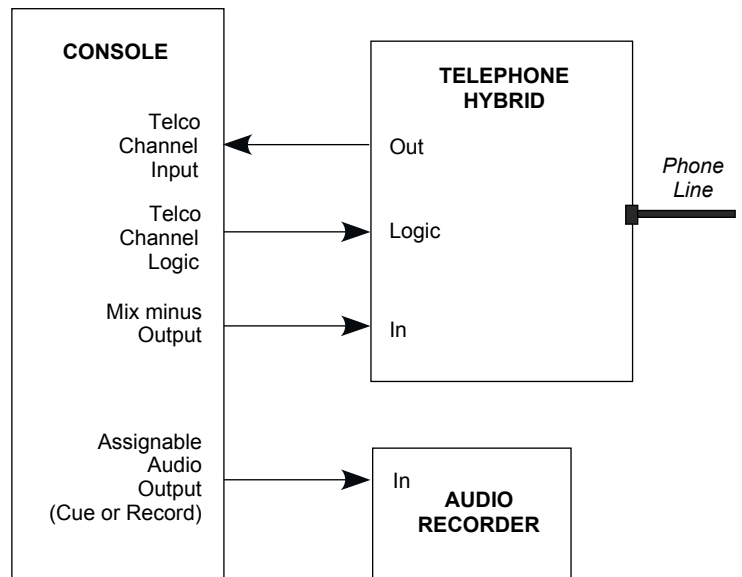 CONSOLE
Telco
Channel
Input
Telco
Channel
Logic
Mix minus
Output
Assignable
Audio
Output
(Cue or Record)
TELEPHONE
HYBRID
Out
Logic
In
Phone
Line
In
AUDIO
RECORDER